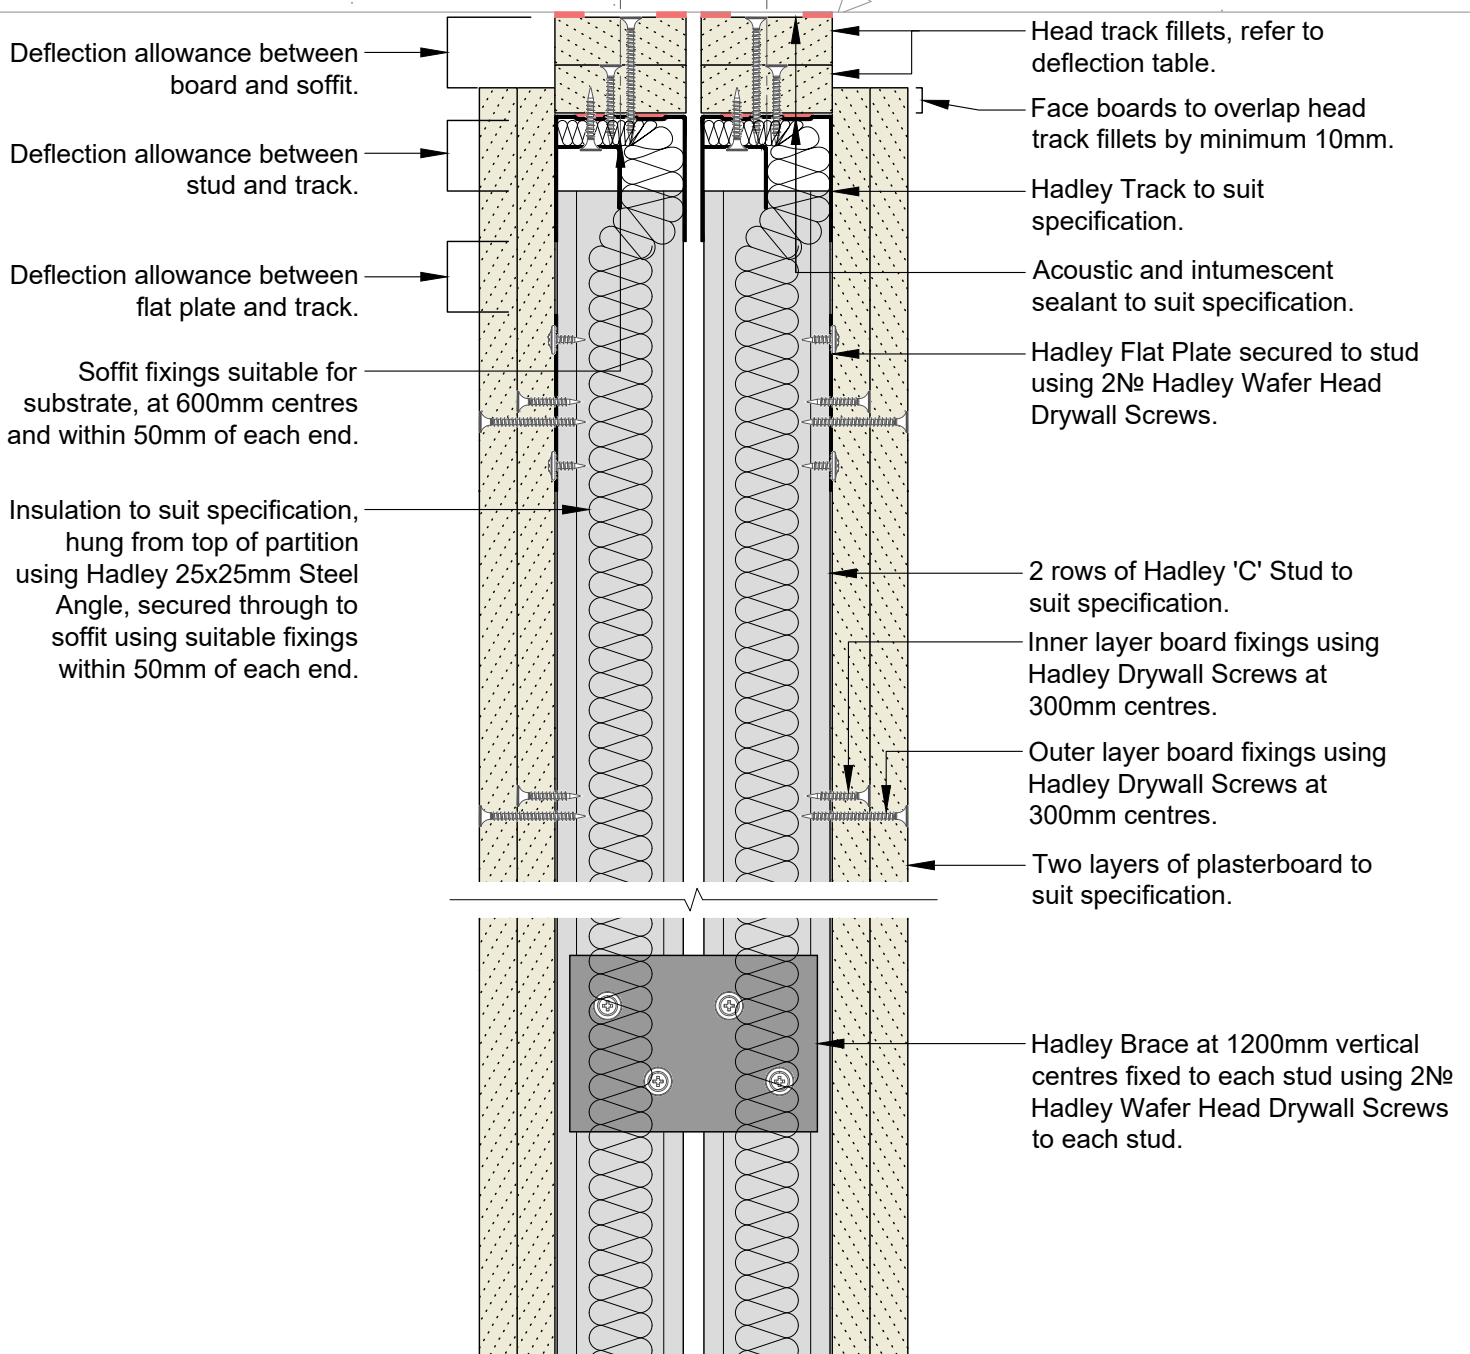 Deflection allowance between
board and soffit.
Deflection allowance between
stud and track.
Deflection allowance between
flat plate and track.
Soffit fixings suitable for
substrate, at 600mm centres
and within 50mm of each end.
Insulation to suit specification,
hung from top of partition
using Hadley 25x25mm Steel
Angle, secured through to
soffit using suitable fixings
within 50mm of each end.
Head track fillets, refer to
deflection table.
Face boards to overlap head
track fillets by minimum 10mm.
Hadley Track to suit
specification.
Acoustic and intumescent
sealant to suit specification.
Hadley Flat Plate secured to stud
using 2№ Hadley Wafer Head
Drywall Screws.
2 rows of Hadley 'C' Stud to
suit specification.
Inner layer board fixings using
Hadley Drywall Screws at
300mm centres.
Outer layer board fixings using
Hadley Drywall Screws at
300mm centres.
Two layers of plasterboard to
suit specification.
Hadley Brace at 1200mm vertical
centres fixed to each stud using 2№
Hadley Wafer Head Drywall Screws
to each stud.